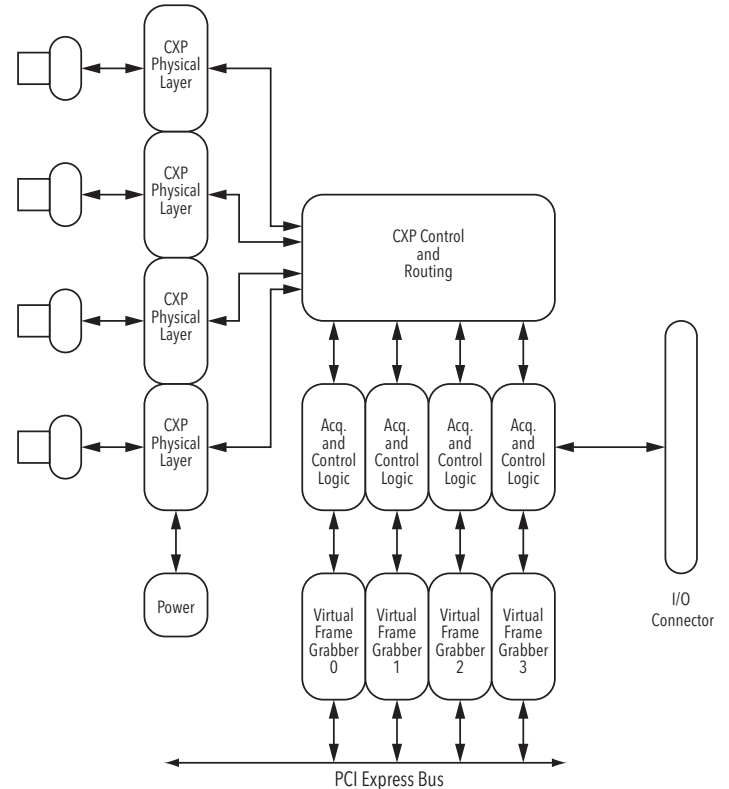 CXP
Physical
Layer
CXP
Physical
Layer
CXP
Physical
Layer
CXP
Physical
Layer
Power
CXP Control
and
Routing
Acq.
and
Control
Logic
Acq.
and
Control
Logic
Acq.
and
Control
Logic
Acq.
and
Control
Logic
I/O
Connector
Virtual
Frame
Grabber
0
Virtual
Frame
Grabber
1
Virtual
Frame
Grabber
2
Virtual
Frame
Grabber
3
PCI Express Bus